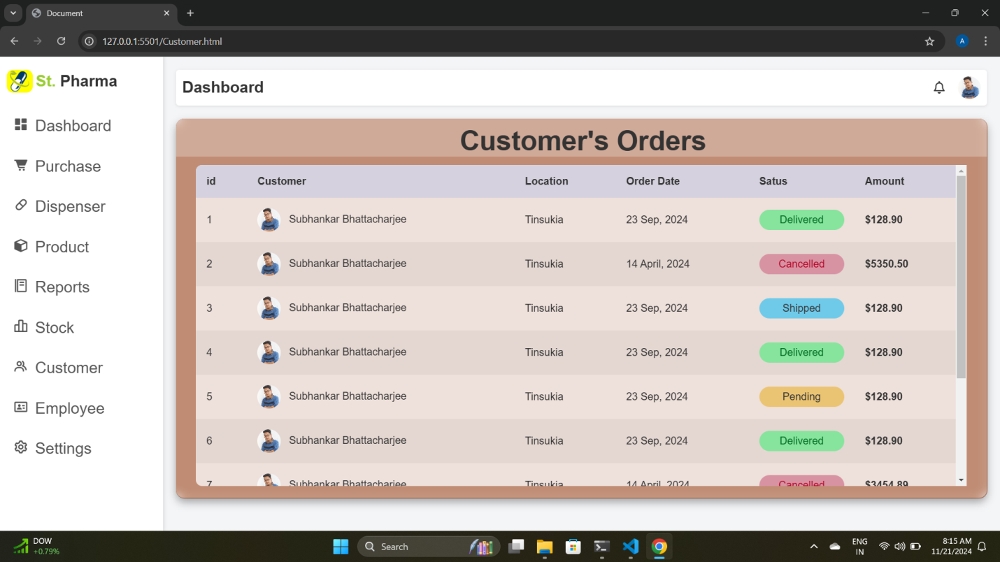 Document
127.0.0.1:5501/Customer.html
A
St. Pharma
Dashboard
Purchase
Dispenser
Product
Reports
Stock
Customer
Employee
Settings
Dashboard
Customer's Orders
id Customer Location Order Date Satus Amount
1 Subhankar Bhattacharjee Tinsukia 23 Sep, 2024 Delivered $128.90
2 Subhankar Bhattacharjee Tinsukia 14 April, 2024 Cancelled $5350.50
3 Subhankar Bhattacharjee Tinsukia 23 Sep, 2024 Shipped $128.90
4 Subhankar Bhattacharjee Tinsukia 23 Sep, 2024 Delivered $128.90
5 Subhankar Bhattacharjee Tinsukia 23 Sep, 2024 Pending $128.90
6 Subhankar Bhattacharjee Tinsukia 23 Sep, 2024 Delivered $128.90
7 Subhankar Bhattacharjee Tinsukia 14 April, 2024 Cancelled $3454.89
DOW
+0.79%
Search
ENG
IN
8:15 AM
11/21/2024